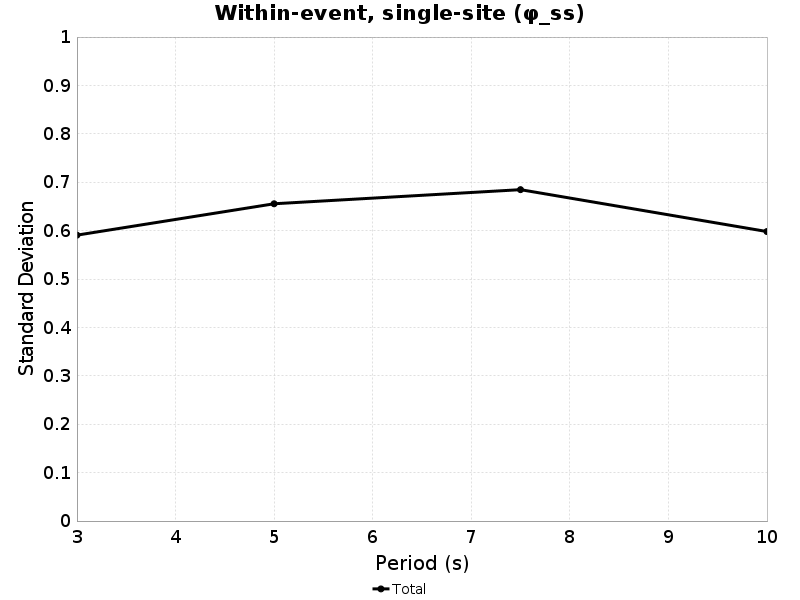 Within-event, single-site (φ_ss)
1
0.9
0.8
0.7
0.6
0.5
0.4
0.3
0.2
0.1
0
Standard Deviation
3 4 5 6 7 8 9 10
Period (s)
Total